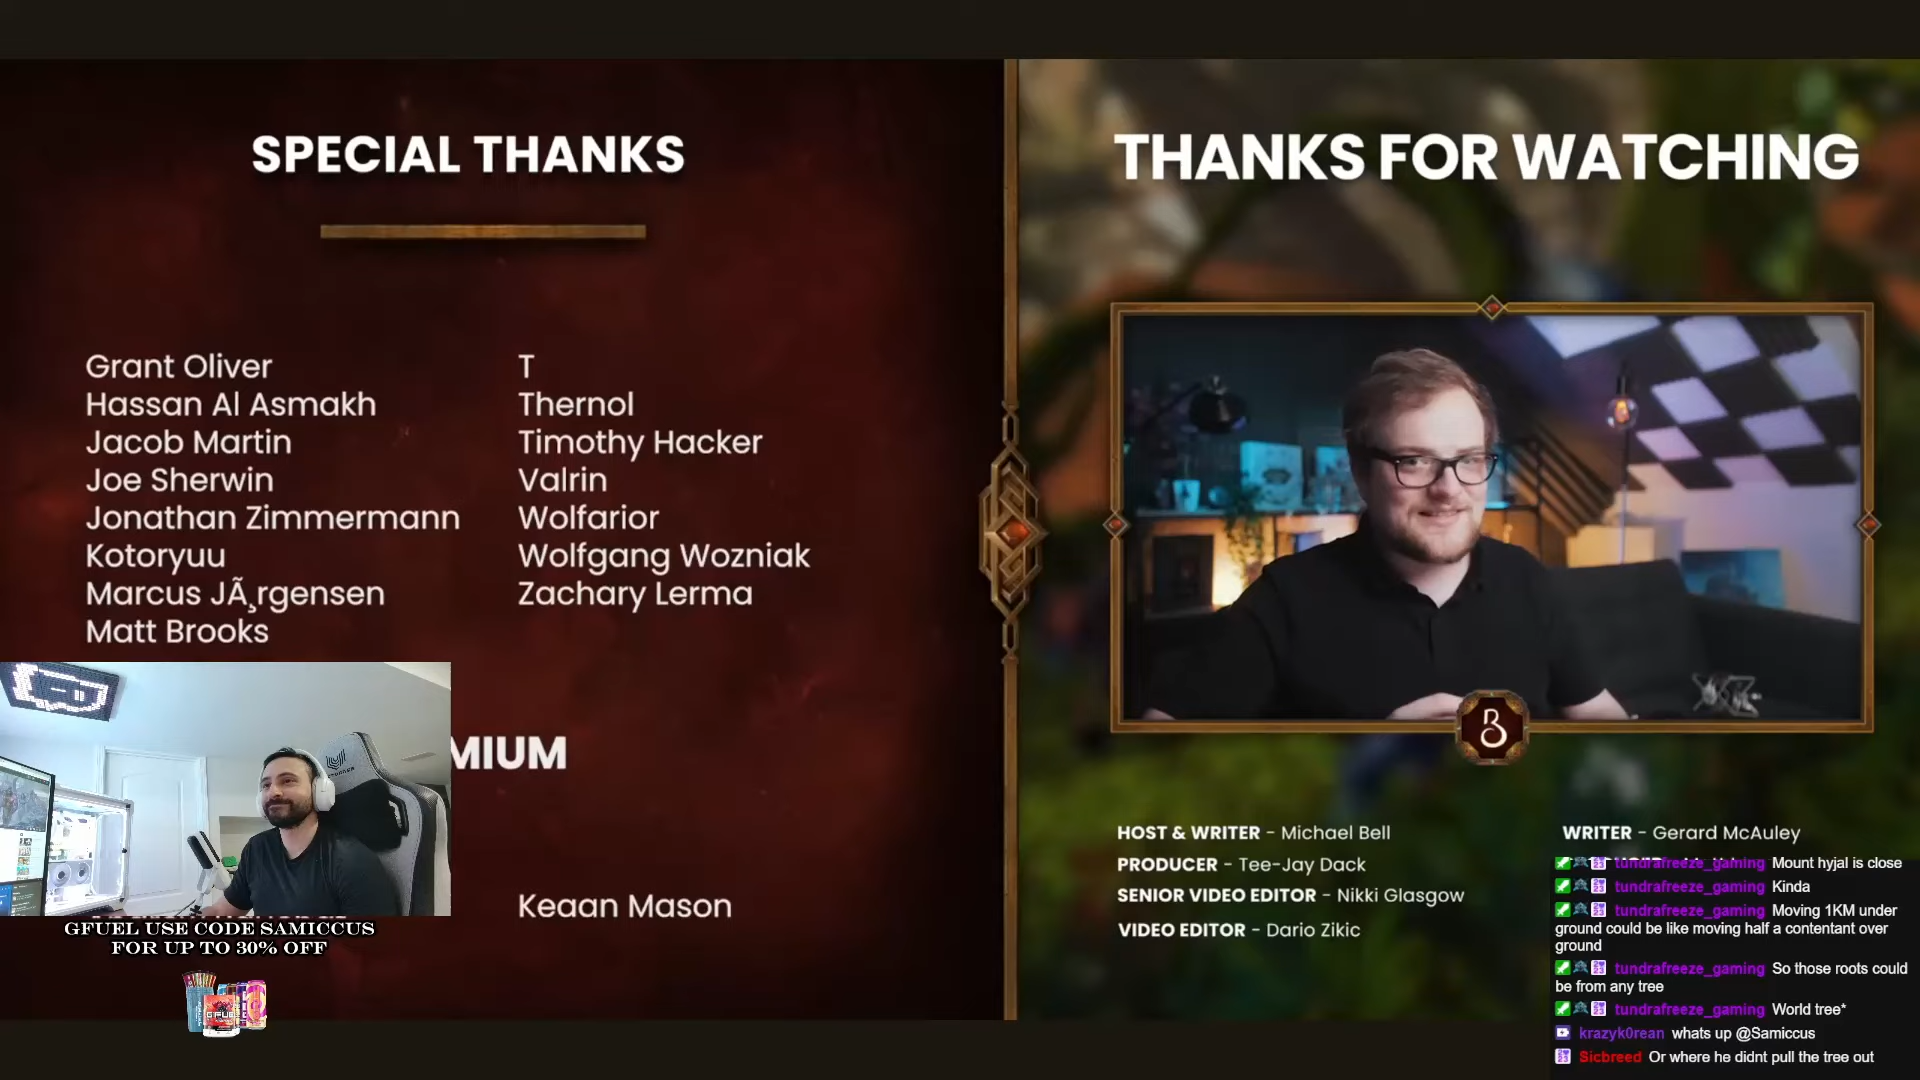 SPECIAL THANKS
Grant Oliver
Hassan Al Asmakh
Jacob Martin
Joe Sherwin
Jonathan Zimmermann
Kotoryuu
Marcus JÃ¸rgensen
Matt Brooks
T
Thernol
Timothy Hacker
Valrin
Wolfarior
Wolfgang Wozniak
Zachary Lerma
MIUM
Keaan Mason
GFUEL USE CODE SAMICCUS
FOR UP TO 30% OFF
THANKS FOR WATCHING
B
HOST & WRITER - Michael Bell
PRODUCER - Tee-Jay Dack
SENIOR VIDEO EDITOR - Nikki Glasgow
VIDEO EDITOR - Dario Zikic
WRITER - Gerard McAuley
tundrafreeze_gaming Mount hyjal is close
tundrafreeze_gaming Kinda
tundrafreeze_gaming Moving 1KM under
ground could be like moving half a contentant over
ground
tundrafreeze_gaming So those roots could
be from any tree
tundrafreeze_gaming World tree*
krazyk0rean whats up @Samiccus
Sicbreed Or where he didnt pull the tree out